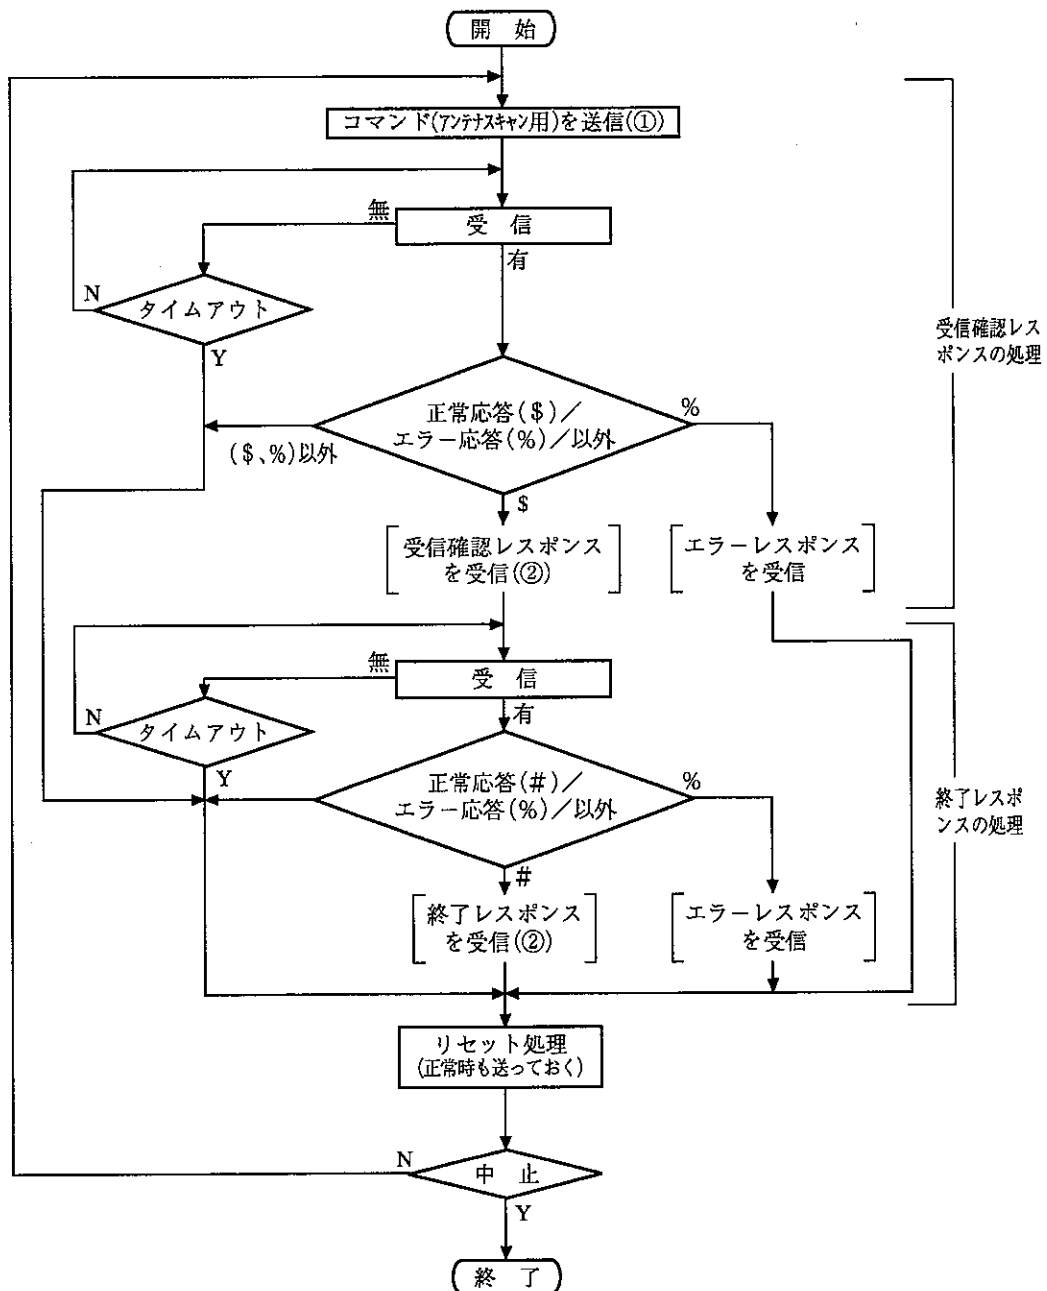 開 始
コマンド(アンテナスキャン用)を送信(①)
無
受 信
有
N
タイムアウト
Y
正常応答($)/
エラー応答(%)/以外
%
($、%)以外
$
受信確認レスポンス
を受信(②)
エラーレスポンス
を受信
受信確認レス
ポンスの処理
無
受 信
有
N
タイムアウト
Y
正常応答(#)/
エラー応答(%)/以外
%
#
終了レスポンス
を受信(②)
エラーレスポンス
を受信
終了レスポ
ンスの処理
リセット処理
(正常時も送っておく)
N
中 止
Y
終 了